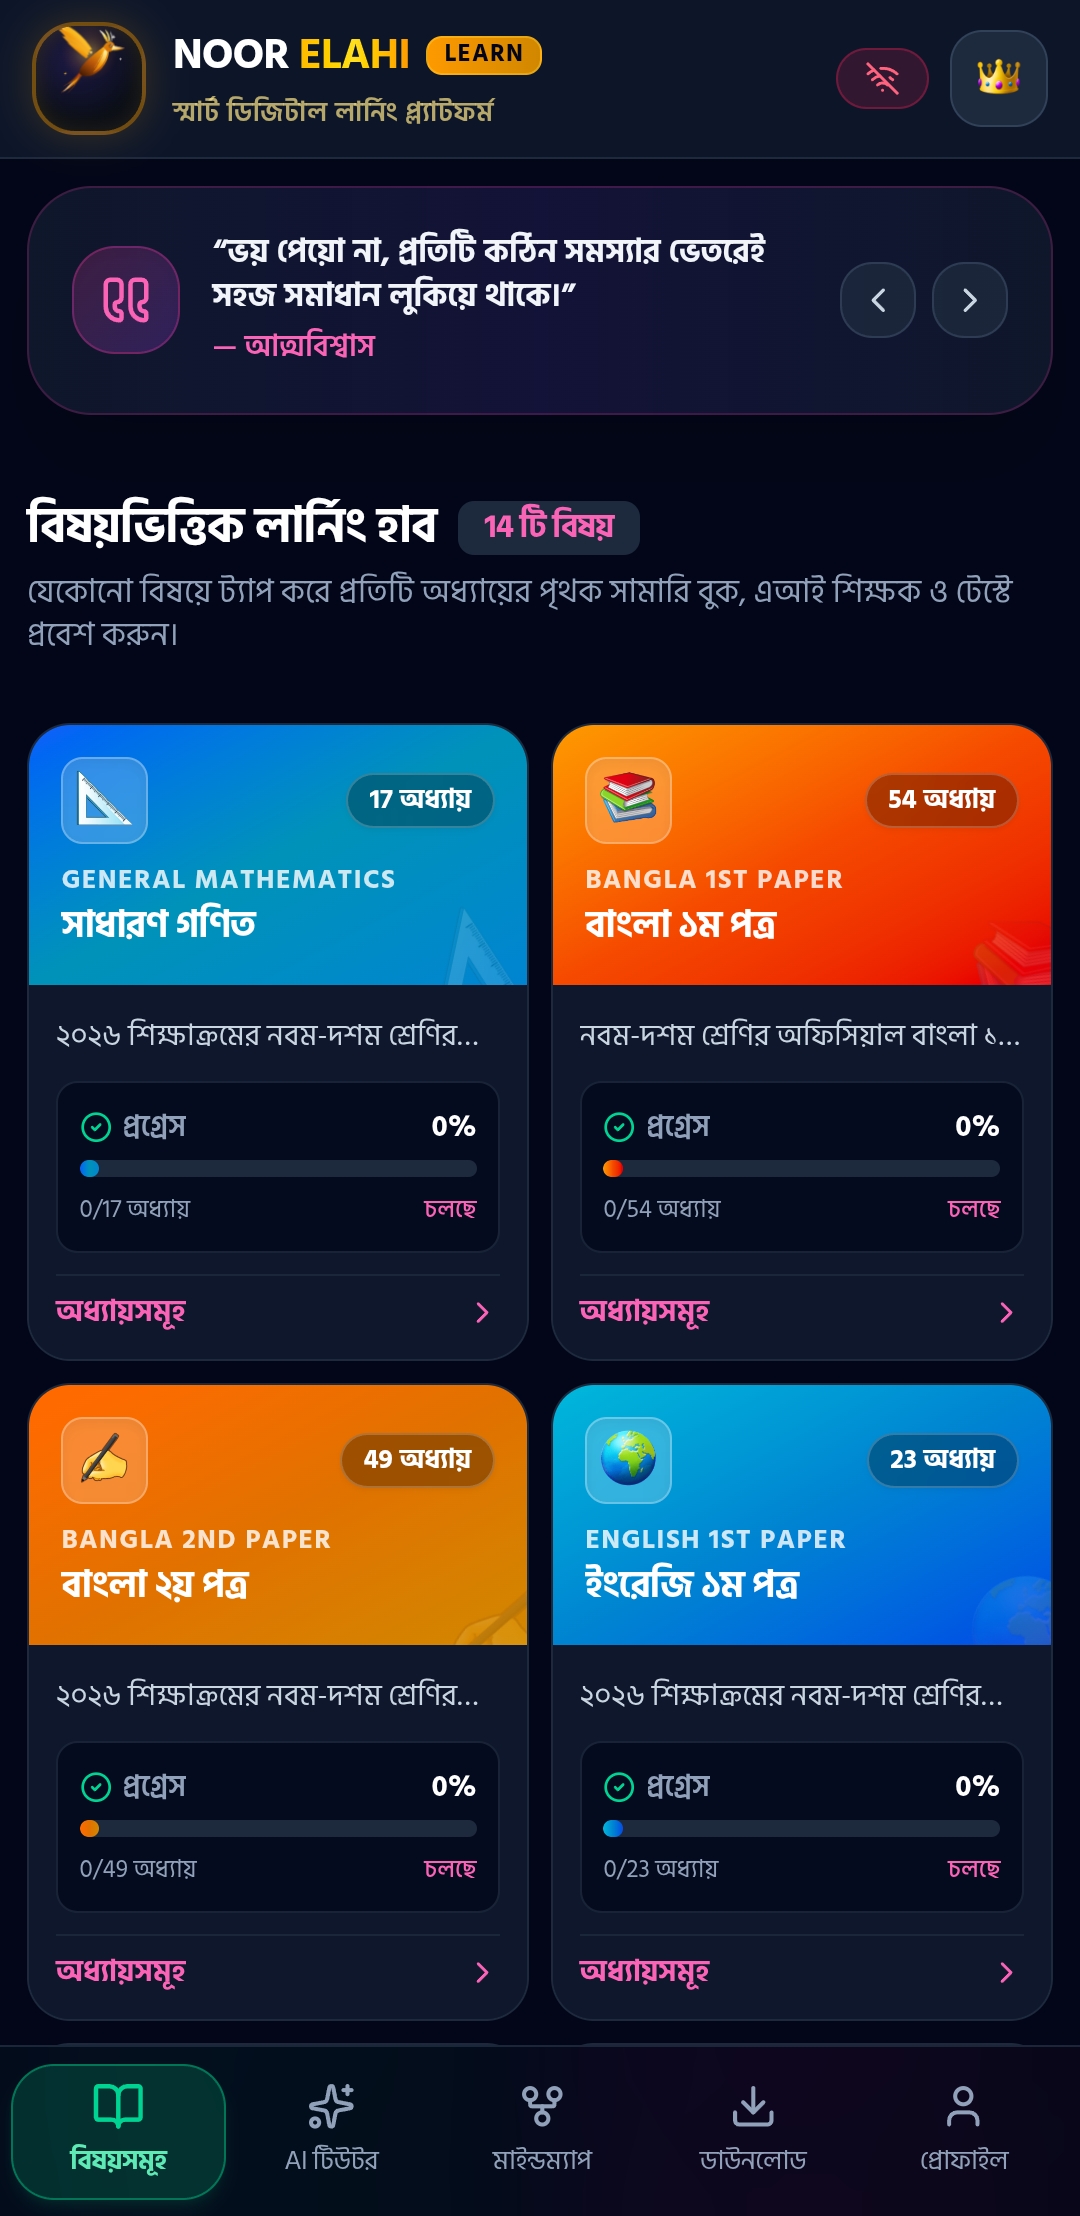 NOOR ELAHI LEARN
স্মার্ট ডিজিটাল লার্নিং প্ল্যাটফর্ম
“ভয় পেয়ো না, প্রতিটি কঠিন সমস্যার ভেতরেই
সহজ সমাধান লুকিয়ে থাকে।”
— আত্মবিশ্বাস
বিষয়ভিত্তিক লার্নিং হাব 14 টি বিষয়
যেকোনো বিষয়ে ট্যাপ করে প্রতিটি অধ্যায়ের পৃথক সামারি বুক, এআই শিক্ষক ও টেস্টে
প্রবেশ করুন।
17 অধ্যায়
GENERAL MATHEMATICS
সাধারণ গণিত
২০২৬ শিক্ষাক্রমের নবম-দশম শ্রেণির...
প্রগ্রেস 0%
0/17 অধ্যায় চলছে
অধ্যায়সমূহ
54 অধ্যায়
BANGLA 1ST PAPER
বাংলা ১ম পত্র
নবম-দশম শ্রেণির অফিসিয়াল বাংলা ১...
প্রগ্রেস 0%
0/54 অধ্যায় চলছে
অধ্যায়সমূহ
49 অধ্যায়
BANGLA 2ND PAPER
বাংলা ২য় পত্র
২০২৬ শিক্ষাক্রমের নবম-দশম শ্রেণির...
প্রগ্রেস 0%
0/49 অধ্যায় চলছে
অধ্যায়সমূহ
23 অধ্যায়
ENGLISH 1ST PAPER
ইংরেজি ১ম পত্র
২০২৬ শিক্ষাক্রমের নবম-দশম শ্রেণির...
প্রগ্রেস 0%
0/23 অধ্যায় চলছে
অধ্যায়সমূহ
বিষয়সমূহ AI টিউটর মাইন্ডম্যাপ ডাউনলোড প্রোফাইল